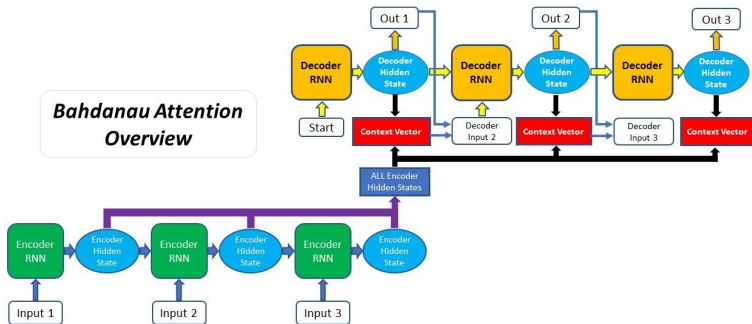 Out 1
Out 2
Out 3
Decoder
RNN
Decoder
Hidden
State
Decoder
RNN
Decoder
Hidden
State
Decoder
RNN
Decoder
Hidden
State
Bahdanau Attention
Overview
Start
Context Vector
Decoder
Input 2
Context Vector
Decoder
Input 3
Context Vector
ALL Encoder
Hidden States
Encoder
RNN
Encoder
Hidden
State
Encoder
RNN
Encoder
Hidden
State
Encoder
RNN
Encoder
Hidden
State
Input 1
Input 2
Input 3